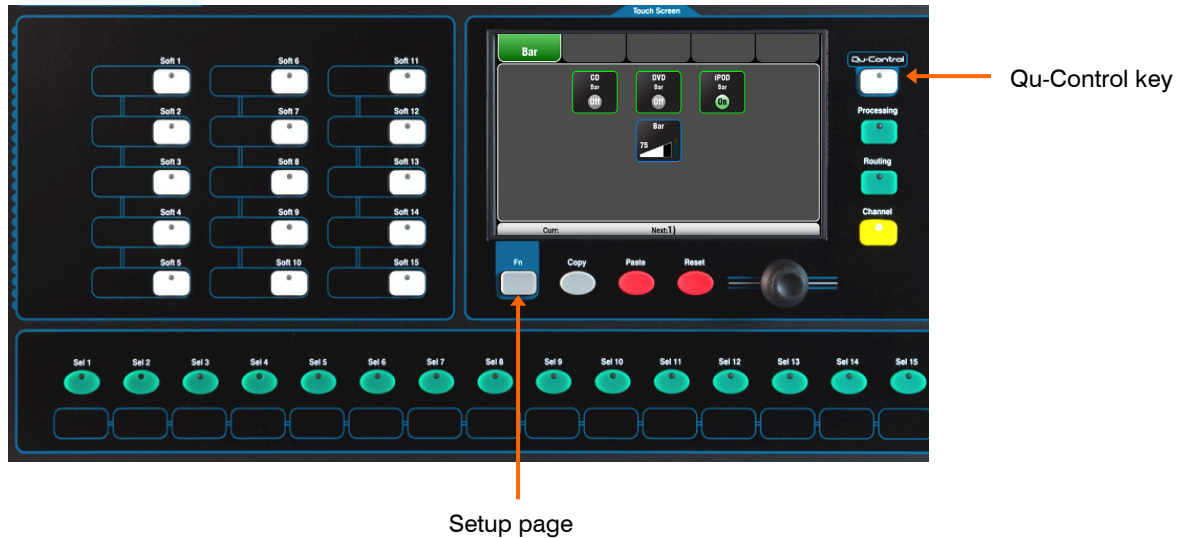 Touch Screen
Soft 1 Soft 6 Soft 11
Soft 2 Soft 7 Soft 12
Soft 3 Soft 8 Soft 13
Soft 4 Soft 9 Soft 14
Soft 5 Soft 10 Soft 15
Bar
CD
Bar
Off
DVD
Bar
Off
iPOD
Bar
On
Bar
75
Curr: Next:1)
Qu-Control
Processing
Routing
Channel
Qu-Control key
Fn Copy Paste Reset
Sel 1 Sel 2 Sel 3 Sel 4 Sel 5 Sel 6 Sel 7 Sel 8 Sel 9 Sel 10 Sel 11 Sel 12 Sel 13 Sel 14 Sel 15
Setup page